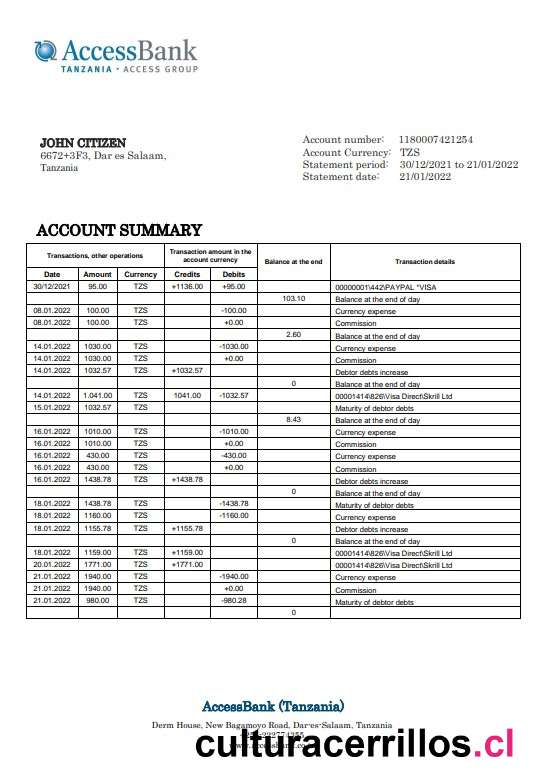 AccessBank
TANZANIA • ACCESS GROUP
JOHN CITIZEN
6672+3F3, Dar es Salaam,
Tanzania
Account number: 1180007421254
Account Currency: TZS
Statement period: 30/12/2021 to 21/01/2022
Statement date: 21/01/2022
ACCOUNT SUMMARY
Transactions, other operations Transaction amount in the account currency Balance at the end Transaction details
Date Amount Currency Credits Debits
30/12/2021 95.00 TZS +1136.00 +95.00 00000001\442\PAYPAL *VISA
103.10 Balance at the end of day
08.01.2022 100.00 TZS -100.00 Currency expense
08.01.2022 100.00 TZS +0.00 Commission
2.60 Balance at the end of day
14.01.2022 1030.00 TZS -1030.00 Currency expense
14.01.2022 1030.00 TZS +0.00 Commission
14.01.2022 1032.57 TZS +1032.57 Debtor debts increase
0 Balance at the end of day
14.01.2022 1.041.00 TZS 1041.00 -1032.57 00001414\826\Visa Direct\Skrill Ltd
15.01.2022 1032.57 TZS Maturity of debtor debts
8.43 Balance at the end of day
16.01.2022 1010.00 TZS -1010.00 Currency expense
16.01.2022 1010.00 TZS +0.00 Commission
16.01.2022 430.00 TZS -430.00 Currency expense
16.01.2022 430.00 TZS +0.00 Commission
16.01.2022 1438.78 TZS +1438.78 Debtor debts increase
0 Balance at the end of day
18.01.2022 1438.78 TZS -1438.78 Maturity of debtor debts
18.01.2022 1160.00 TZS -1160.00 Currency expense
18.01.2022 1155.78 TZS +1155.78 Debtor debts increase
0 Balance at the end of day
18.01.2022 1159.00 TZS +1159.00 00001414\826\Visa Direct\Skrill Ltd
20.01.2022 1771.00 TZS +1771.00 00001414\826\Visa Direct\Skrill Ltd
21.01.2022 1940.00 TZS -1940.00 Currency expense
21.01.2022 1940.00 TZS +0.00 Commission
21.01.2022 980.00 TZS -980.28 Maturity of debtor debts
0
AccessBank (Tanzania)
Derm House, New Bagamoyo Road, Dar-es-Salaam, Tanzania
culturacerrillos.cl